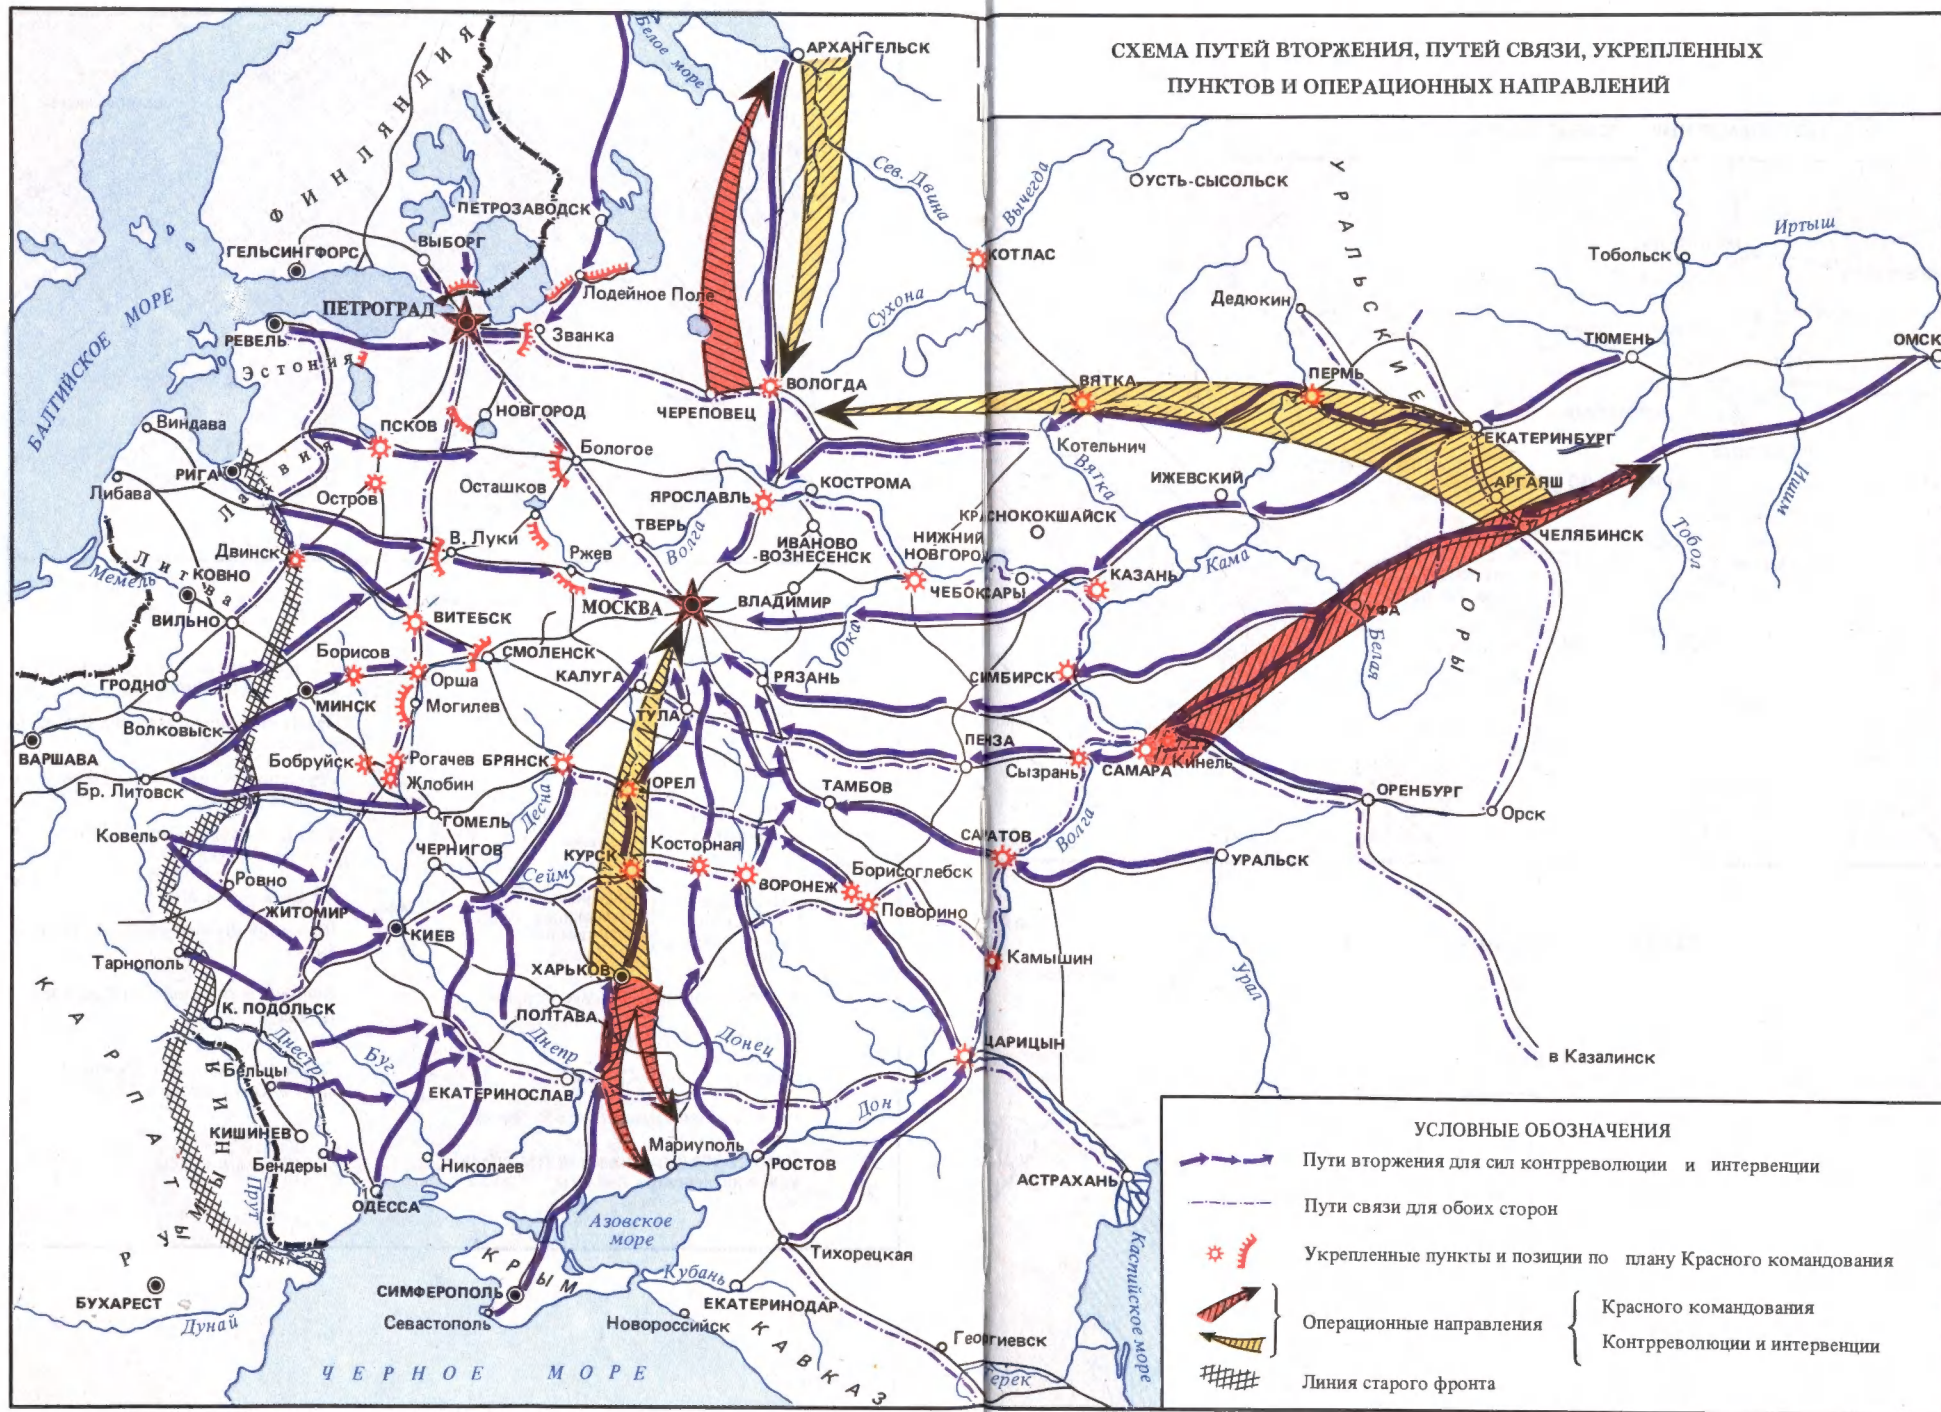 СХЕМА ПУТЕЙ ВТОРЖЕНИЯ, ПУТЕЙ СВЯЗИ, УКРЕПЛЕННЫХ
ПУНКТОВ И ОПЕРАЦИОННЫХ НАПРАВЛЕНИЙ
Белое
море
АРХАНГЕЛЬСК
ФИНЛЯНДИЯ
Сев. Двина
Вычегда
УСТЬ-СЫСОЛЬСК
УРАЛЬСКИЕ
ГОРЫ
ПЕТРОЗАВОДСК
Иртыш
ВЫБОРГ
ГЕЛЬСИНГФОРС
КОТЛАС
Тобольск
Лодейное Поле
Сухона
Дедюкин
БАЛТИЙСКОЕ МОРЕ
ПЕТРОГРАД
РЕВЕЛЬ
Званка
ТЮМЕНЬ
ОМСК
Эстония
ВОЛОГДА
ВЯТКА
ПЕРМЬ
ЧЕРЕПОВЕЦ
НОВГОРОД
Виндава
ПСКОВ
ЕКАТЕРИНБУРГ
Латвия
Бологое
Котельнич
Вятка
РИГА
Либава
Остров
Осташков
ЯРОСЛАВЛЬ
КОСТРОМА
ИЖЕВСКИЙ
АРГАЯШ
Ишим
КРАСНОКОКШАЙСК
ТВЕРЬ
Волга
ЧЕЛЯБИНСК
Тобол
Литва
Двинск
В. Луки
Ржев
ИВАНОВО
-ВОЗНЕСЕНСК
НИЖНИЙ
НОВГОРОД
Кама
Мемель
КОВНО
КАЗАНЬ
МОСКВА
ВЛАДИМИР
ЧЕБОКСАРЫ
УФА
ВИЛЬНО
ВИТЕБСК
Ока
Белая
Борисов
СМОЛЕНСК
ГРОДНО
Орша
КАЛУГА
РЯЗАНЬ
СИМБИРСК
МИНСК
Могилев
Волковыск
ТУЛА
ПЕНЗА
ВАРШАВА
Бобруйск
Рогачев
БРЯНСК
Сызрань
САМАРА
Кинель
Жлобин
Бр. Литовск
ОРЕЛ
ТАМБОВ
ОРЕНБУРГ
Орск
ГОМЕЛЬ
Десна
Ковель
САРАТОВ
Волга
ЧЕРНИГОВ
КУРСК
Касторная
УРАЛЬСК
Сейм
Борисоглебск
Ровно
ВОРОНЕЖ
Поворино
ЖИТОМИР
КИЕВ
Камышин
Тарнополь
ХАРЬКОВ
Урал
К. ПОДОЛЬСК
ПОЛТАВА
КАРПАТЫ
Днестр
Буг
Днепр
Донец
ЦАРИЦЫН
в Казалинск
Бельцы
ЕКАТЕРИНОСЛАВ
Дон
КИШИНЕВ
Мариуполь
Бендеры
Николаев
РОСТОВ
АСТРАХАНЬ
Прут
ОДЕССА
РУМЫНИЯ
Азовское
море
Тихорецкая
Каспийское море
КРЫМ
Кубань
СИМФЕРОПОЛЬ
БУХАРЕСТ
ЕКАТЕРИНОДАР
Севастополь
Новороссийск
Дунай
КАВКАЗ
Георгиевск
ЧЕРНОЕ МОРЕ
Терек
УСЛОВНЫЕ ОБОЗНАЧЕНИЯ
Пути вторжения для сил контрреволюции и интервенции
Пути связи для обоих сторон
Укрепленные пункты и позиции по плану Красного командования
Операционные направления
Красного командования
Контрреволюции и интервенции
Линия старого фронта